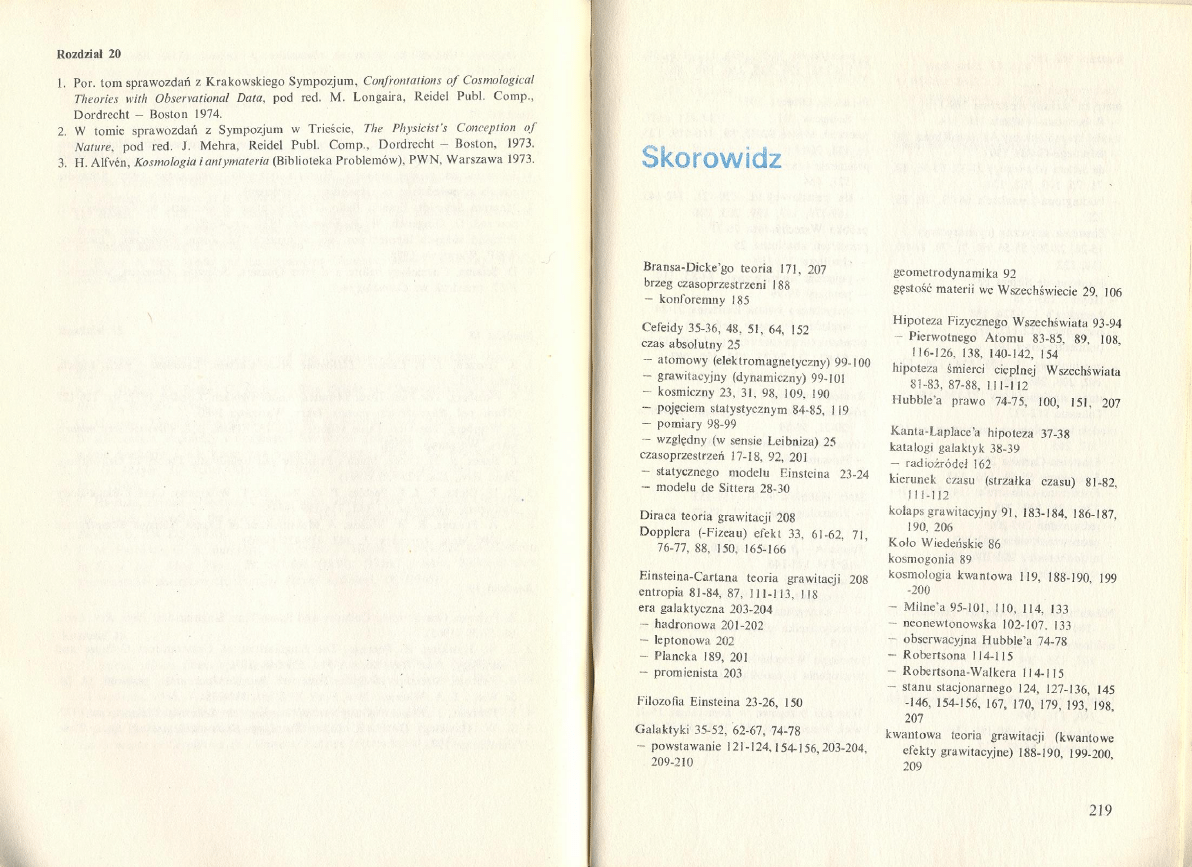 Rozdział 20
1. Por. tom sprawozdań z Krakowskiego Sympozjum, Confrontations of Cosmological
Theories with Observational Data, pod red. M. Longaira, Reidel Publ. Comp.,
Dordrecht — Boston 1974.
2. W tomie sprawozdań z Sympozjum w Trieście, The Physicist's Conception of
Nature, pod red. J. Mehra, Reidel Publ. Comp., Dordrecht — Boston, 1973.
3. H. Alfvén, Kosmologia i antymateria (Biblioteka Problemów), PWN, Warszawa 1973.
Skorowidz
Bransa-Dicke'go teoria 171, 207
brzeg czasoprzestrzeni 188
— konforemny 185
Cefeidy 35-36, 48, 51, 64, 152
czas absolutny 25
— atomowy (elektromagnetyczny) 99-100
— grawitacyjny (dynamiczny) 99-101
— kosmiczny 23, 31, 98, 109, 190
— pojęciem statystycznym 84-85, 119
— pomiary 98-99
— względny (w sensie Leibniza) 25
czasoprzestrzeń 17-18, 92, 201
— statycznego modelu Einsteina 23-24
— modelu de Sittera 28-30
Diraca teoria grawitacji 208
Dopplera (-Fizeau) efekt 33, 61-62, 71,
76-77, 88, 150, 165-166
Einsteina-Cartana teoria grawitacji 208
entropia 81-84, 87, 111-113, 118
era galaktyczna 203-204
— hadronowa 201-202
— leptonowa 202
— Plancka 189, 201
— promienista 203
Filozofia Einsteina 23-26, 150
Galaktyki 35-52, 62-67, 74-78
— powstawanie 121-124, 154-156, 203-204,
209-210
geometrodynamika 92
gęstość materii we Wszechświecie 29, 106
Hipoteza Fizycznego Wszechświata 93-94
— Pierwotnego Atomu 83-85, 89, 108,
116-126, 138, 140-142, 154
hipoteza śmierci cieplnej Wszechświata
81-83, 87-88, 111-112
Hubble'a prawo 74-75, 100, 151, 207
Kanta-Laplace'a hipoteza 37-38
katalogi galaktyk 38-39
— radioźródeł 162
kierunek czasu (strzałka czasu) 81-82,
111-112
kolaps grawitacyjny 91, 183-184, 186-187,
190, 206
Koło Wiedeńskie 86
kosmogonia 89
kosmologia kwantowa 119, 188-190, 199
-200
— Milne'a 95-101, 110, 114, 133
— neonewtonowska 102-107, 133
— obserwacyjna Hubble'a 74-78
— Robertsona 114-115
— Robertsona-Walkera 114-115
— stanu stacjonarnego 124, 127-136, 145
-146, 154-156, 167, 170, 179, 193, 198,
207
kwantowa teoria grawitacji (kwantowe
efekty grawitacyjne) 188-190, 199-200,
209
219